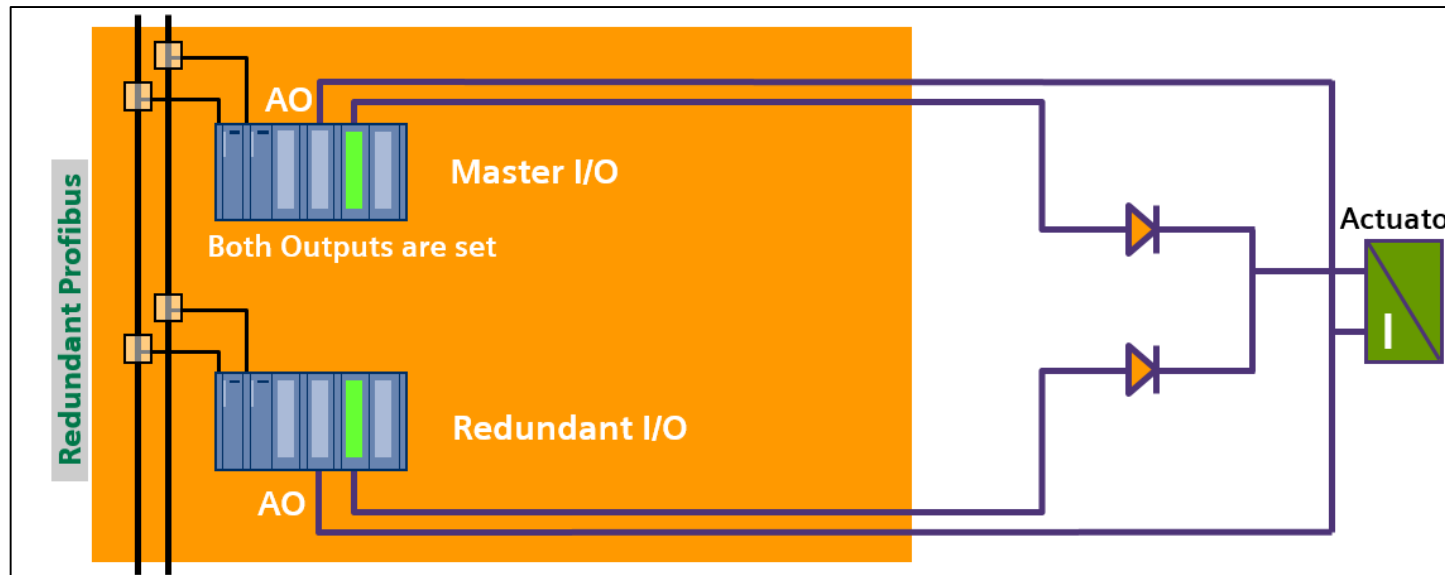 AO
Master I/O
Both Outputs are set
Redundant Profibus
Actuato
I
Redundant I/O
AO